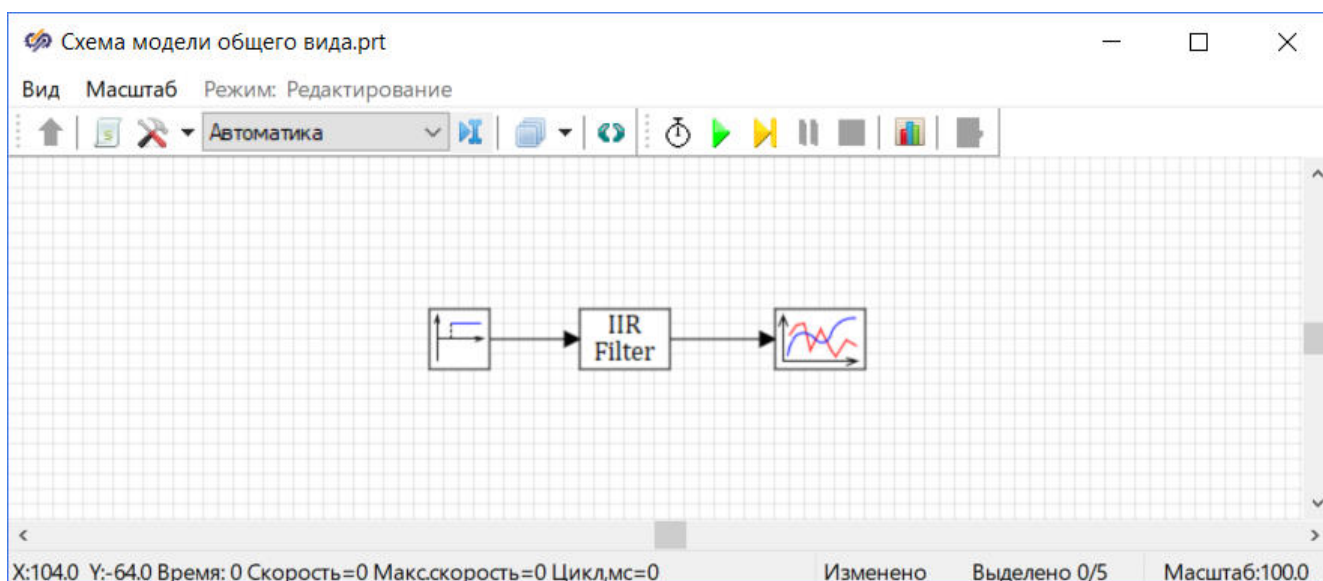 Схема модели общего вида.prt
Вид Масштаб Режим: Редактирование
Автоматика
IIR
Filter
X:104.0 Y:-64.0 Время: 0 Скорость=0 Макс.скорость=0 Цикл,мс=0 Изменено Выделено 0/5 Масштаб:100.0